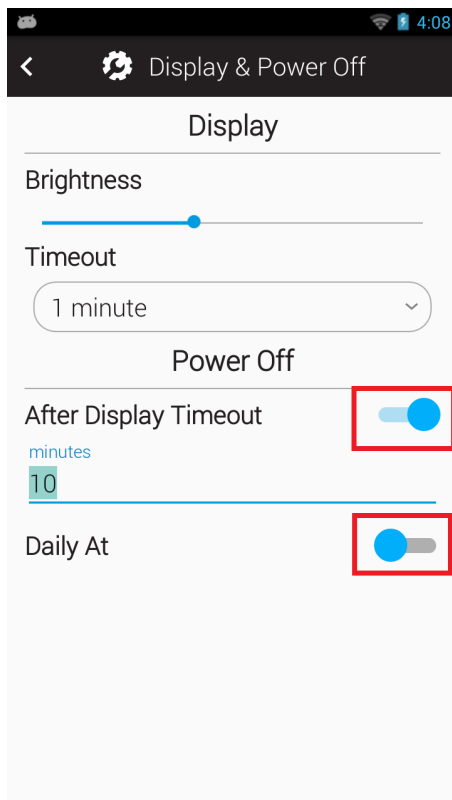 4:08
Display & Power Off
Display
Brightness
Timeout
1 minute
Power Off
After Display Timeout
minutes
10
Daily At